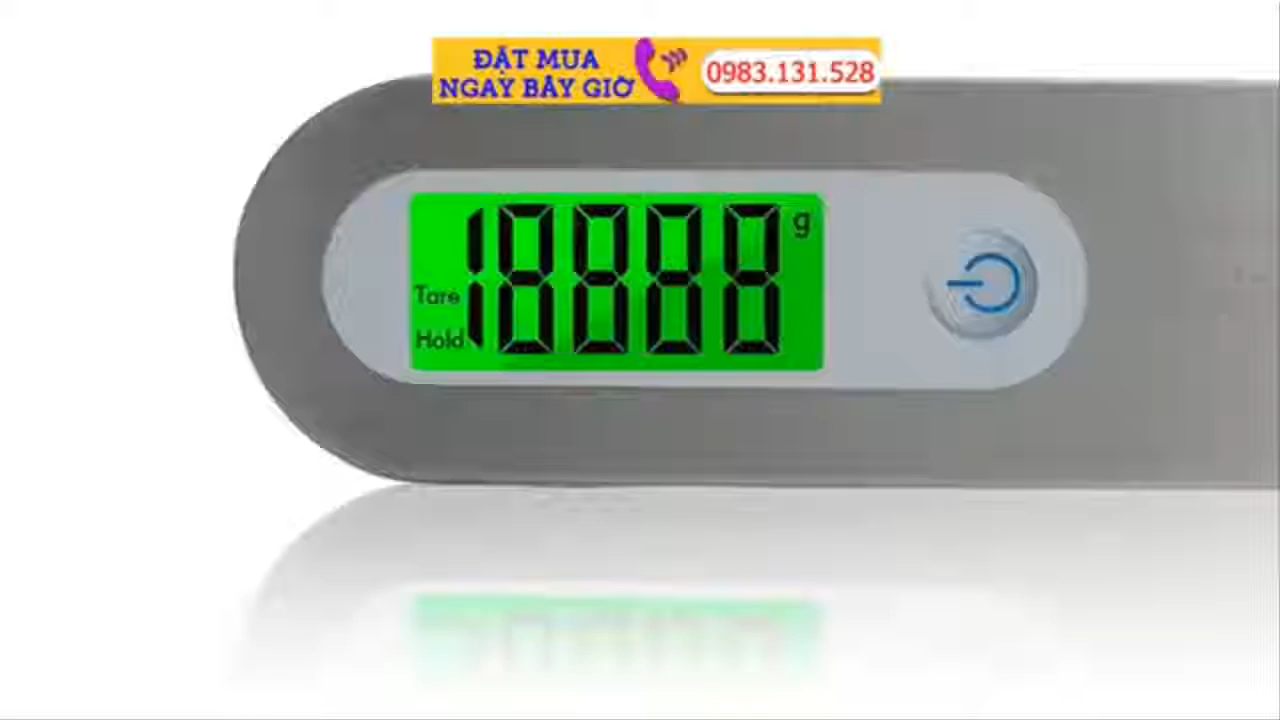 ĐẶT MUA
NGAY BÂY GIỜ
0983.131.528
18888 g
Tare
Hold